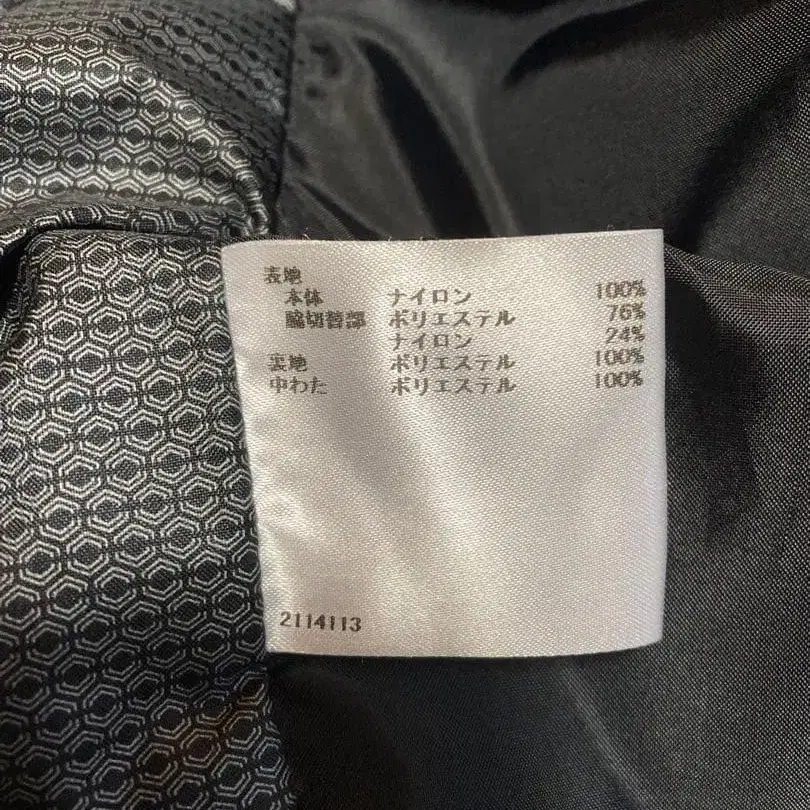 表地
本体 ナイロン 100%
脇切替部 ポリエステル 76%
ナイロン 24%
裏地 ポリエステル 100%
中わた ポリエステル 100%
2114113